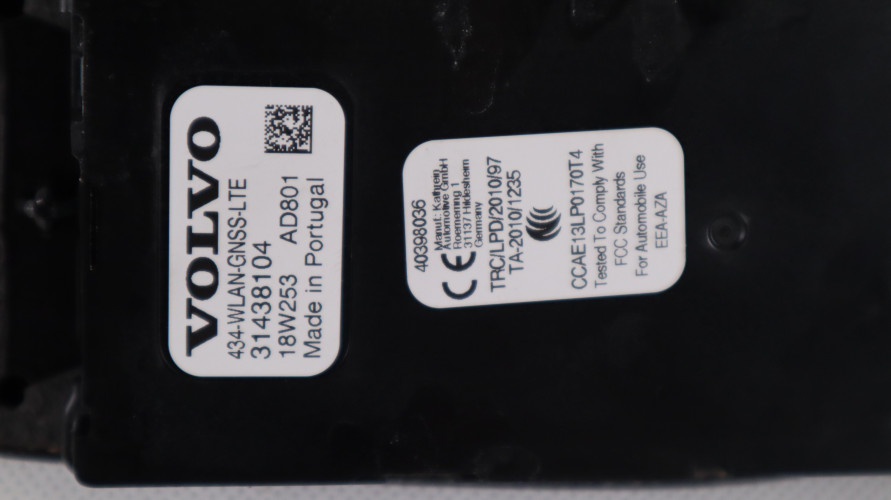 VOLVO
434-WLAN-GNSS-LTE
31438104
18W253 AD801
Made in Portugal
40398036
Manuf.: Kathrein
Automotive GmbH
Roemerring 1
31137 Hildesheim
Germany
CE
TRC/LPD/2010/97
TA-2010/1235
CCAE13LP0170T4
Tested To Comply With
FCC Standards
For Automobile Use
EEA-AZA